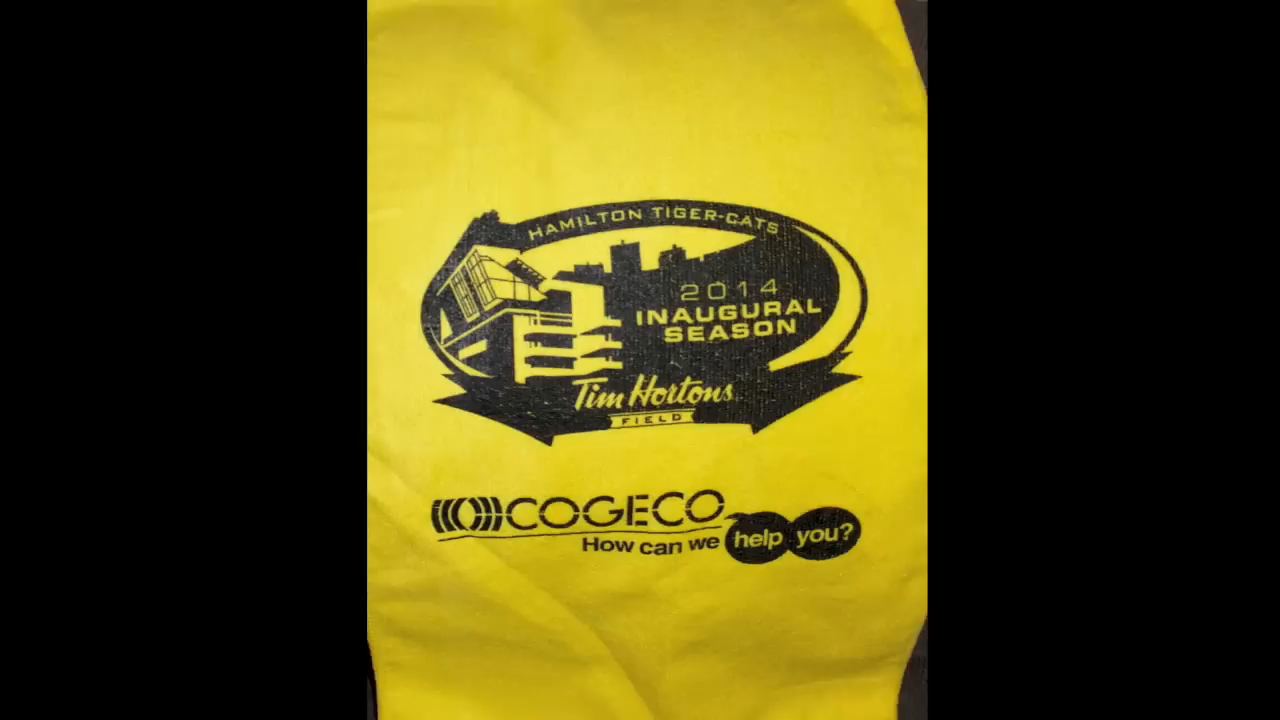 HAMILTON TIGER-CATS
2014
INAUGURAL
SEASON
Tim Hortons
FIELD
COGECO
How can we help you?